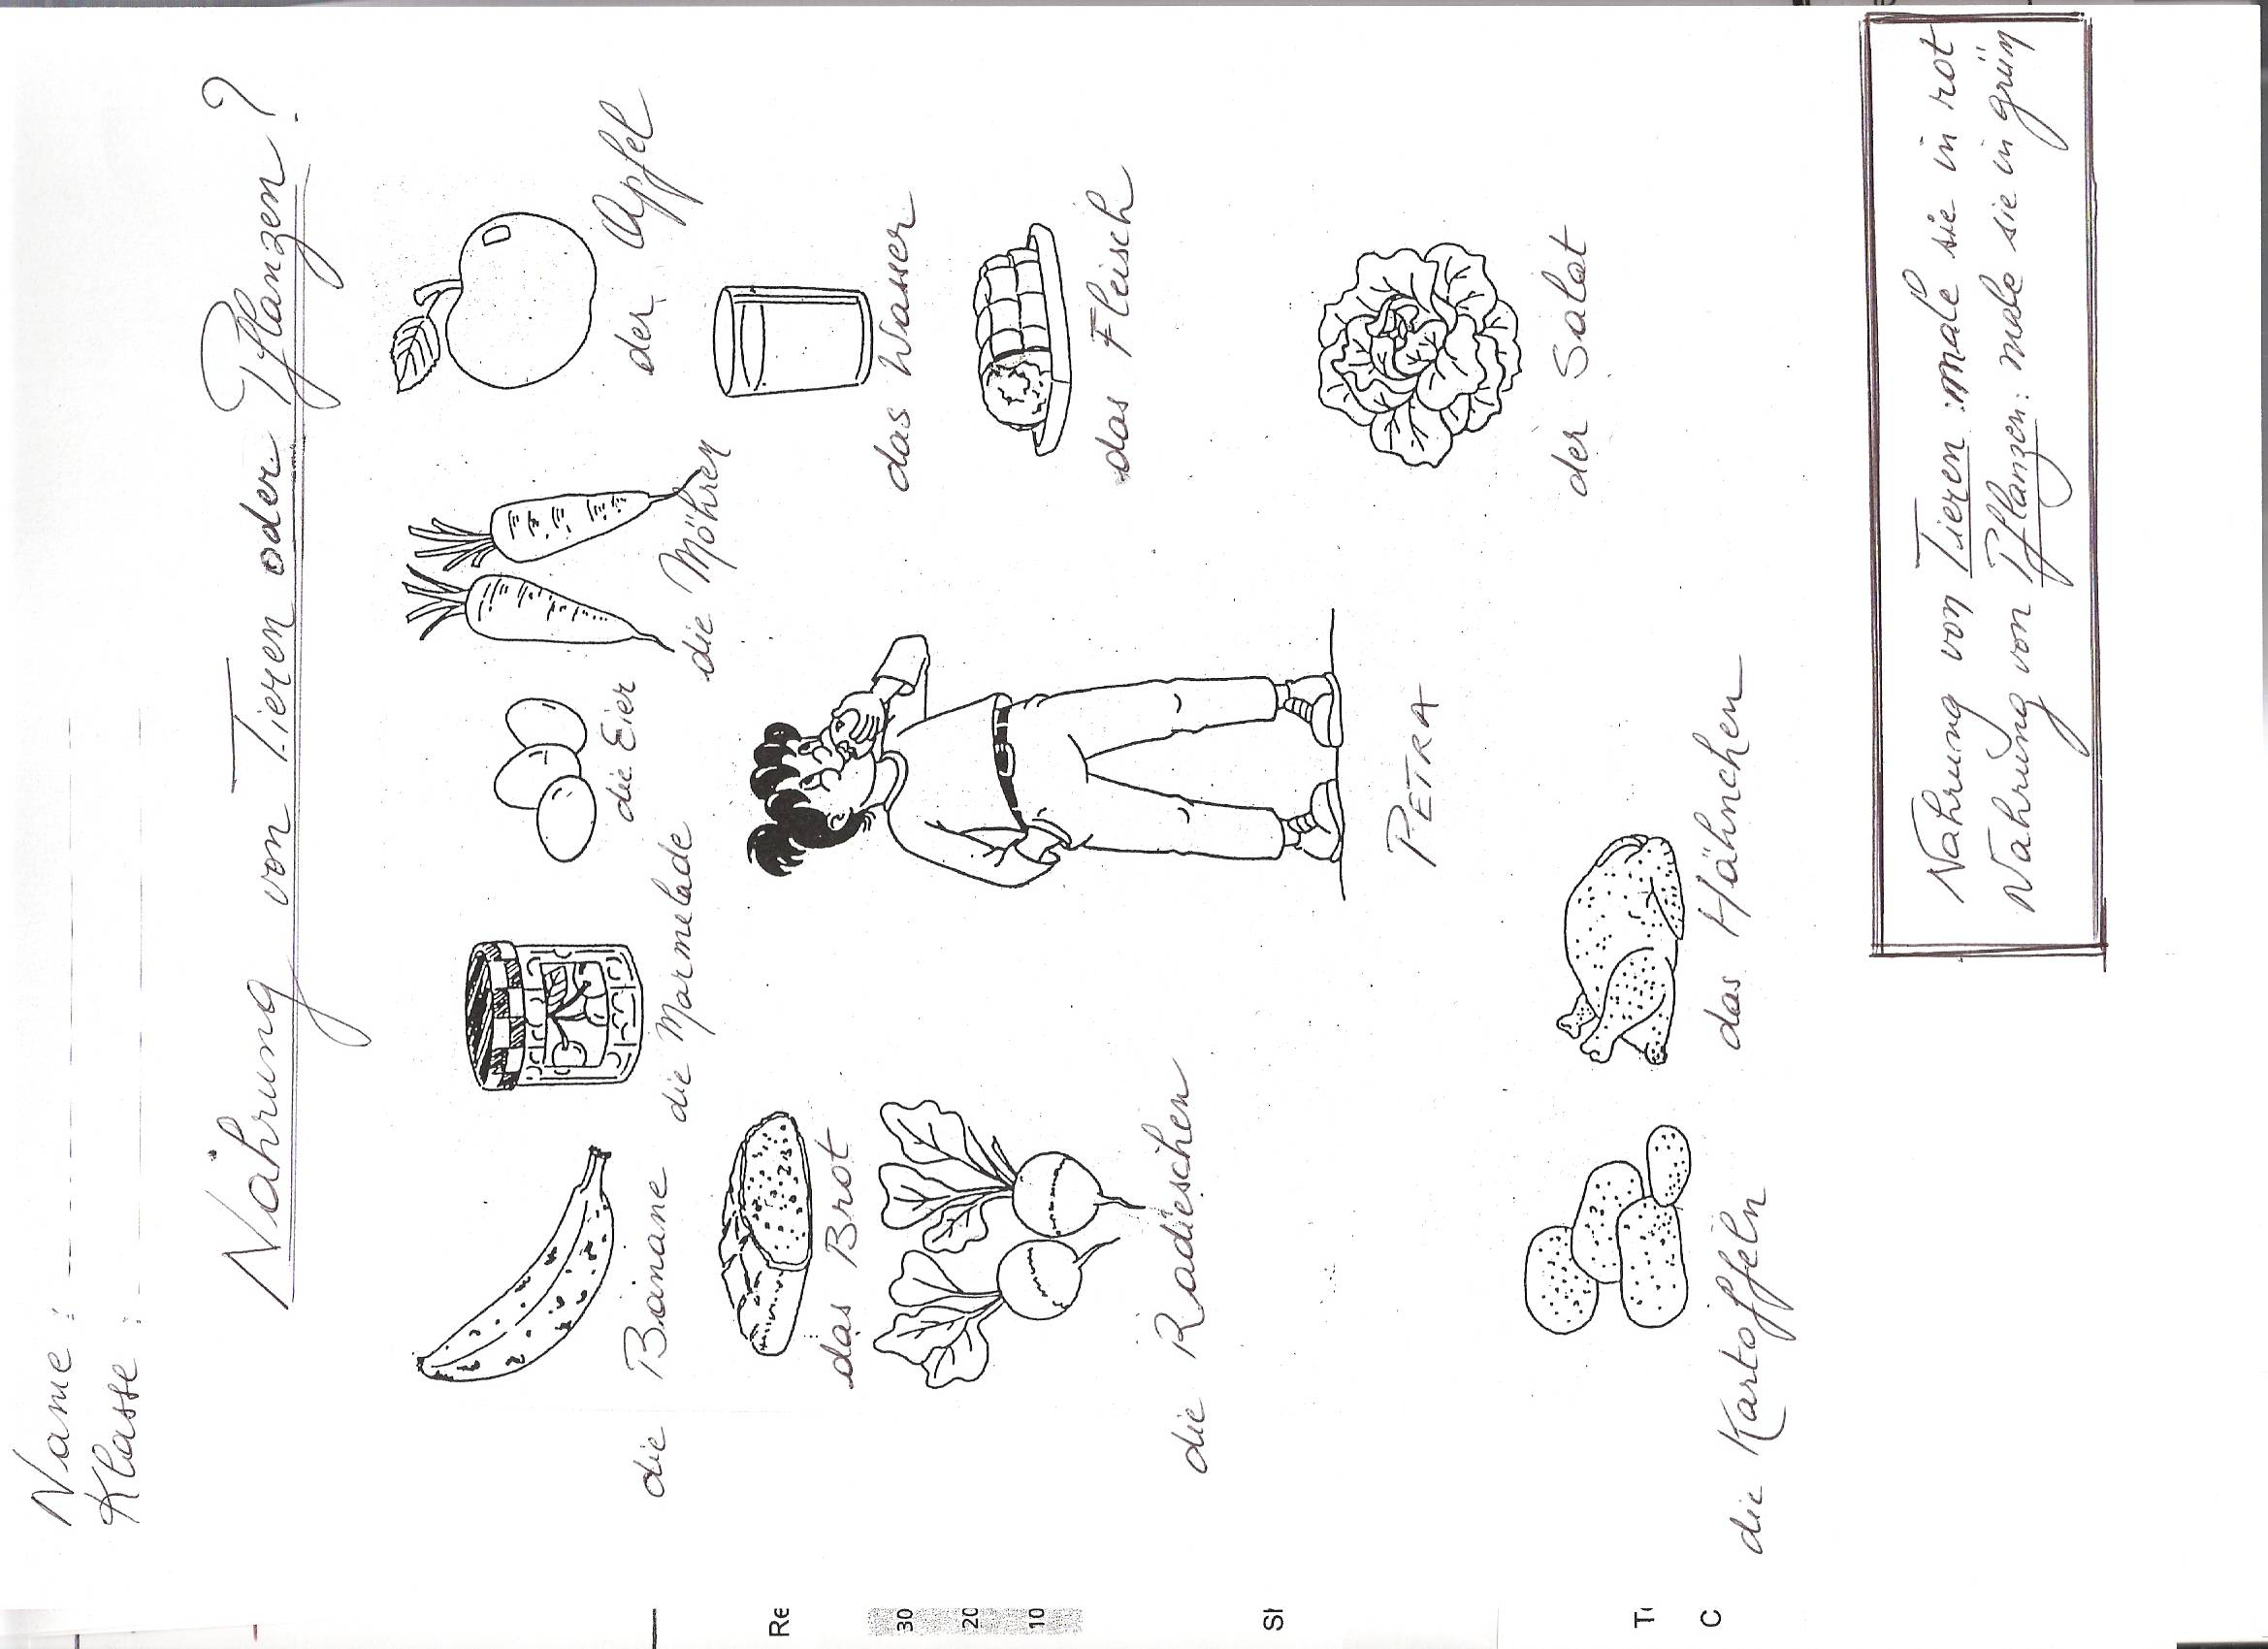 Name :
Klasse :
Nahrung von Tieren oder Pflanzen?
die Banane
die Marmelade
die Eier
die Möhren
der Apfel
das Brot
das Wasser
die Radieschen
das Fleisch
PETRA
der Salat
die Kartoffeln
das Hähnchen
Nahrung von Tieren : male sie in rot
Nahrung von Pflanzen : male sie in grün
Re
30
20
10
C